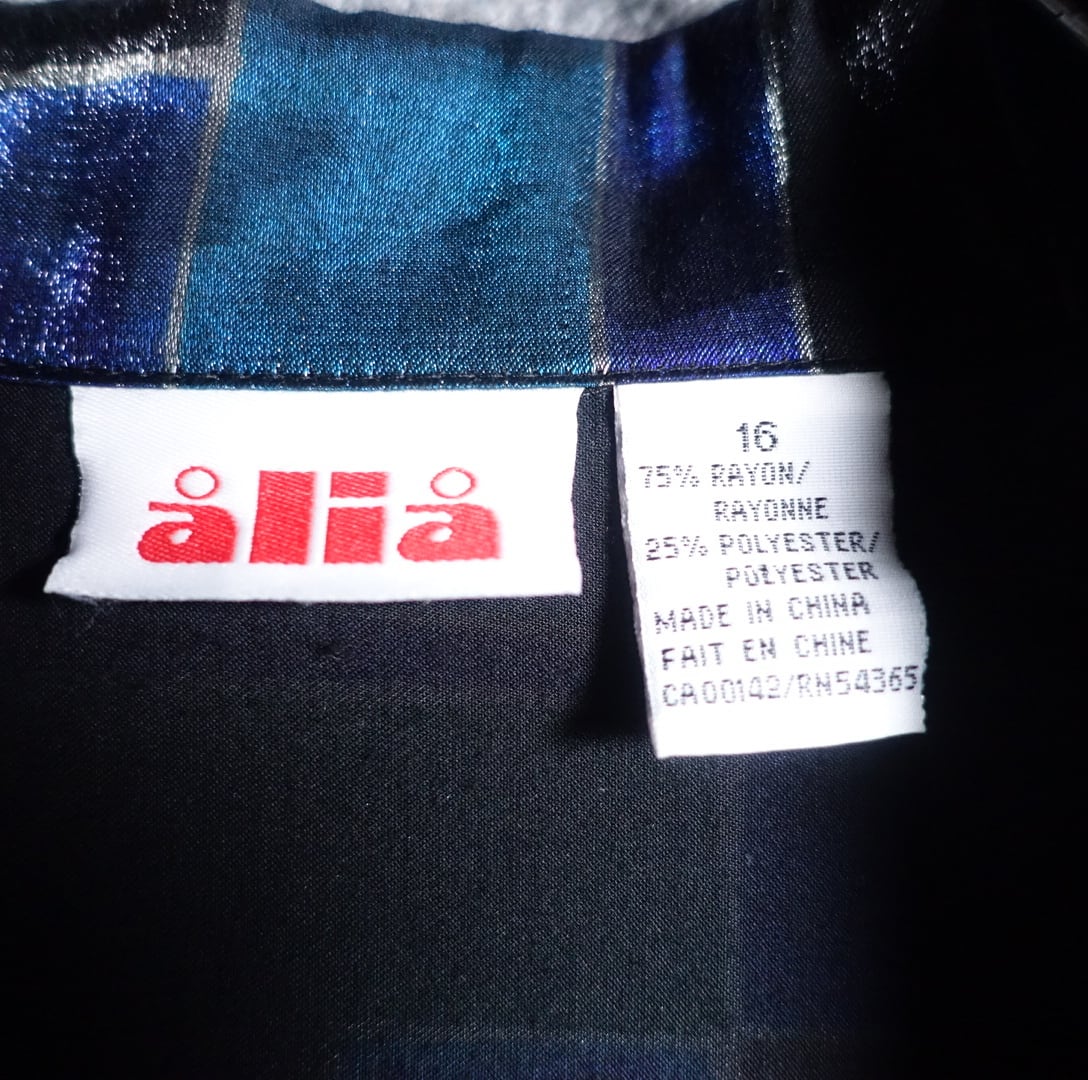 åliå
16
75% RAYON/
RAYONNE
25% POLYESTER/
POLYESTER
MADE IN CHINA
FAIT EN CHINE
CA00142/RN54365